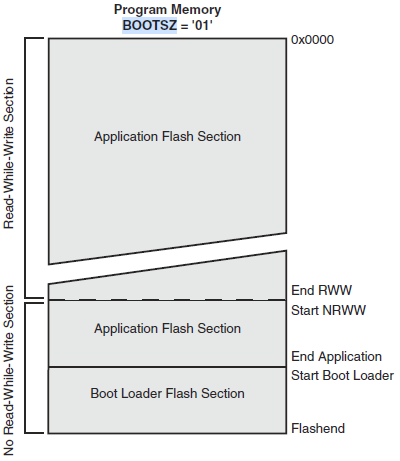 Program Memory
BOOTSZ = '01'
0x0000
Read-While-Write Section
Application Flash Section
End RWW
Start NRWW
No Read-While-Write Section
Application Flash Section
End Application
Start Boot Loader
Boot Loader Flash Section
Flashend